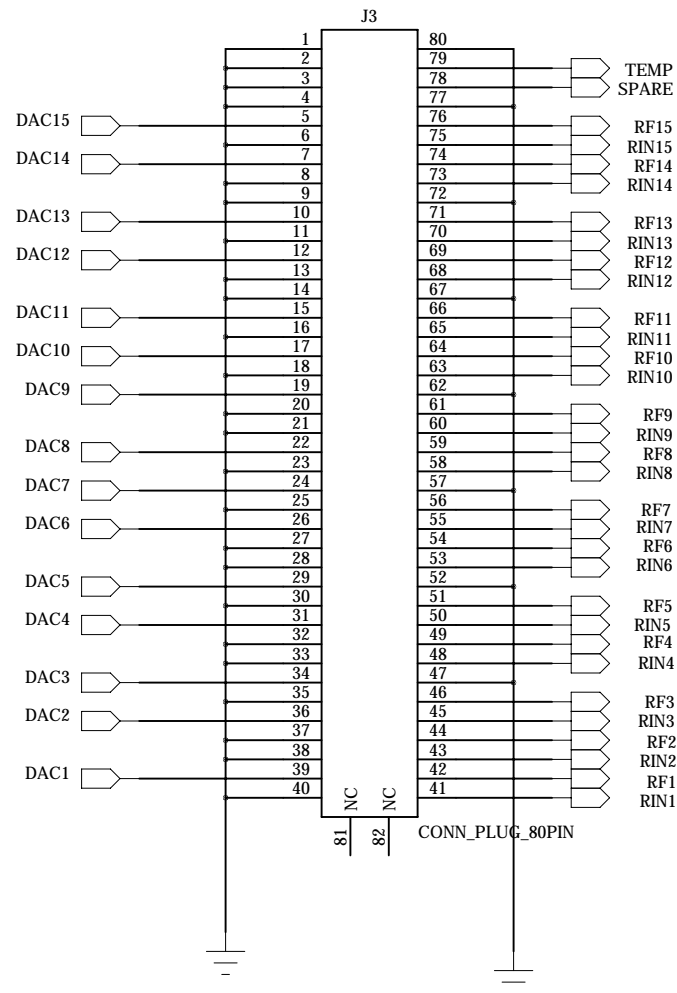 J3
1 80
2 79 TEMP
3 78 SPARE
4 77
DAC15 5 76 RF15
6 75 RIN15
DAC14 7 74 RF14
8 73 RIN14
9 72
DAC13 10 71 RF13
11 70 RIN13
DAC12 12 69 RF12
13 68 RIN12
14 67
DAC11 15 66 RF11
16 65 RIN11
DAC10 17 64 RF10
18 63 RIN10
DAC9 19 62
20 61 RF9
21 60 RIN9
DAC8 22 59 RF8
23 58 RIN8
DAC7 24 57
25 56 RF7
DAC6 26 55 RIN7
27 54 RF6
28 53 RIN6
DAC5 29 52
30 51 RF5
DAC4 31 50 RIN5
32 49 RF4
33 48 RIN4
DAC3 34 47
35 46 RF3
DAC2 36 45 RIN3
37 44 RF2
38 43 RIN2
DAC1 39 42 RF1
40 41 RIN1
NC NC
81 82
CONN_PLUG_80PIN